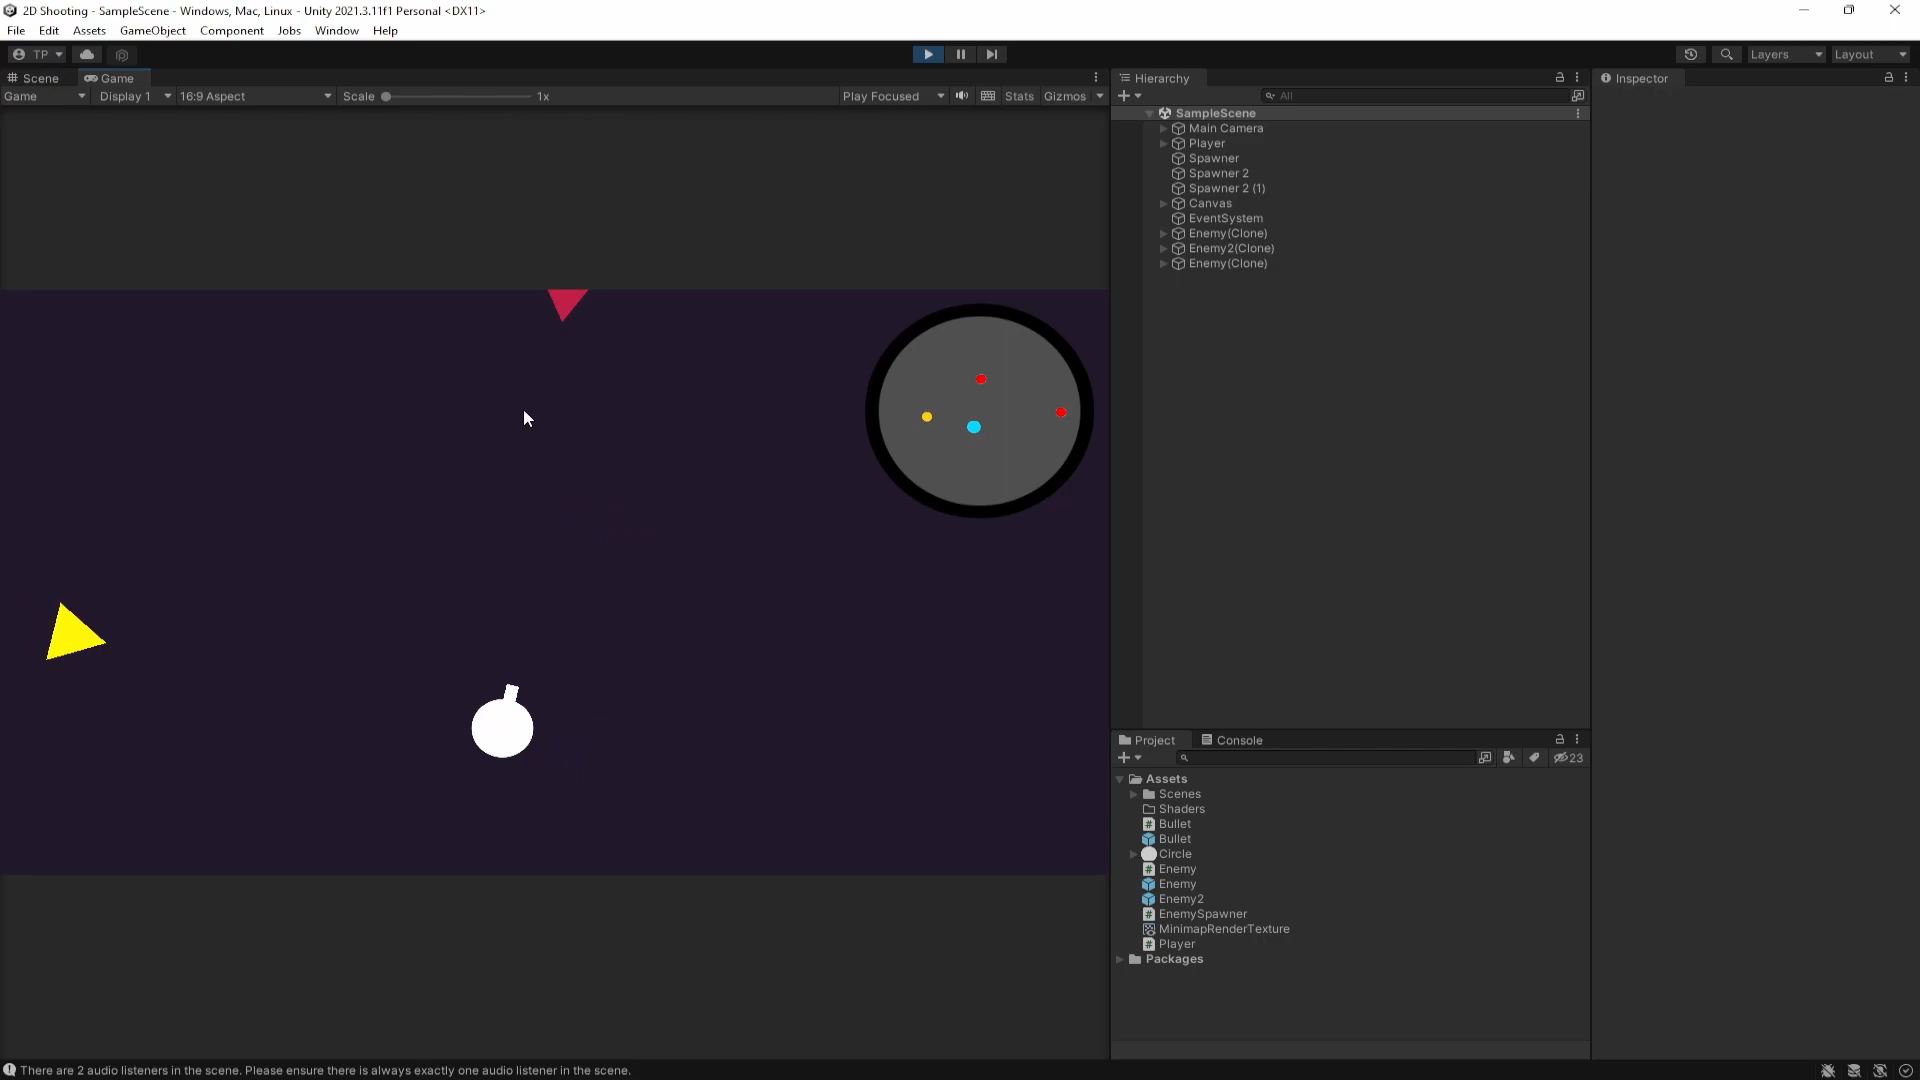 2D Shooting - SampleScene - Windows, Mac, Linux - Unity 2021.3.11f1 Personal <DX11>
File Edit Assets GameObject Component Jobs Window Help
TP Layers Layout
Scene Game
Game Display 1 16:9 Aspect Scale 1x Play Focused Stats Gizmos
Hierarchy
All
SampleScene
Main Camera
Player
Spawner
Spawner 2
Spawner 2 (1)
Canvas
EventSystem
Enemy(Clone)
Enemy2(Clone)
Enemy(Clone)
Inspector
Project Console
23
Assets
Scenes
Shaders
Bullet
Bullet
Circle
Enemy
Enemy
Enemy2
EnemySpawner
MinimapRenderTexture
Player
Packages
There are 2 audio listeners in the scene. Please ensure there is always exactly one audio listener in the scene.